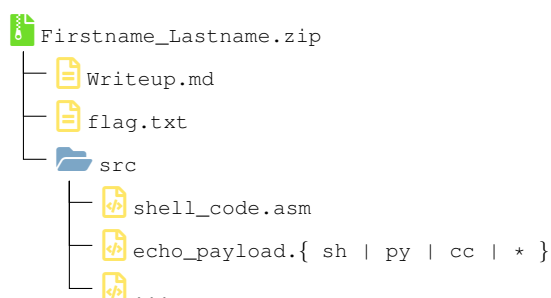 Firstname_Lastname.zip
Writeup.md
flag.txt
src
shell_code.asm
echo_payload.{ sh | py | cc | * }
...